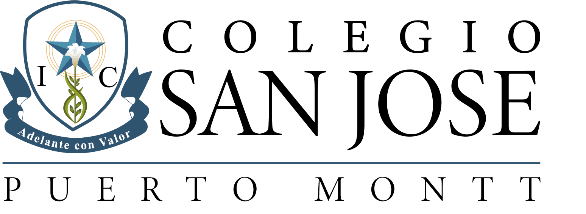 I C
Adelante con Valor
COLEGIO
SAN JOSE
PUERTO MONTT